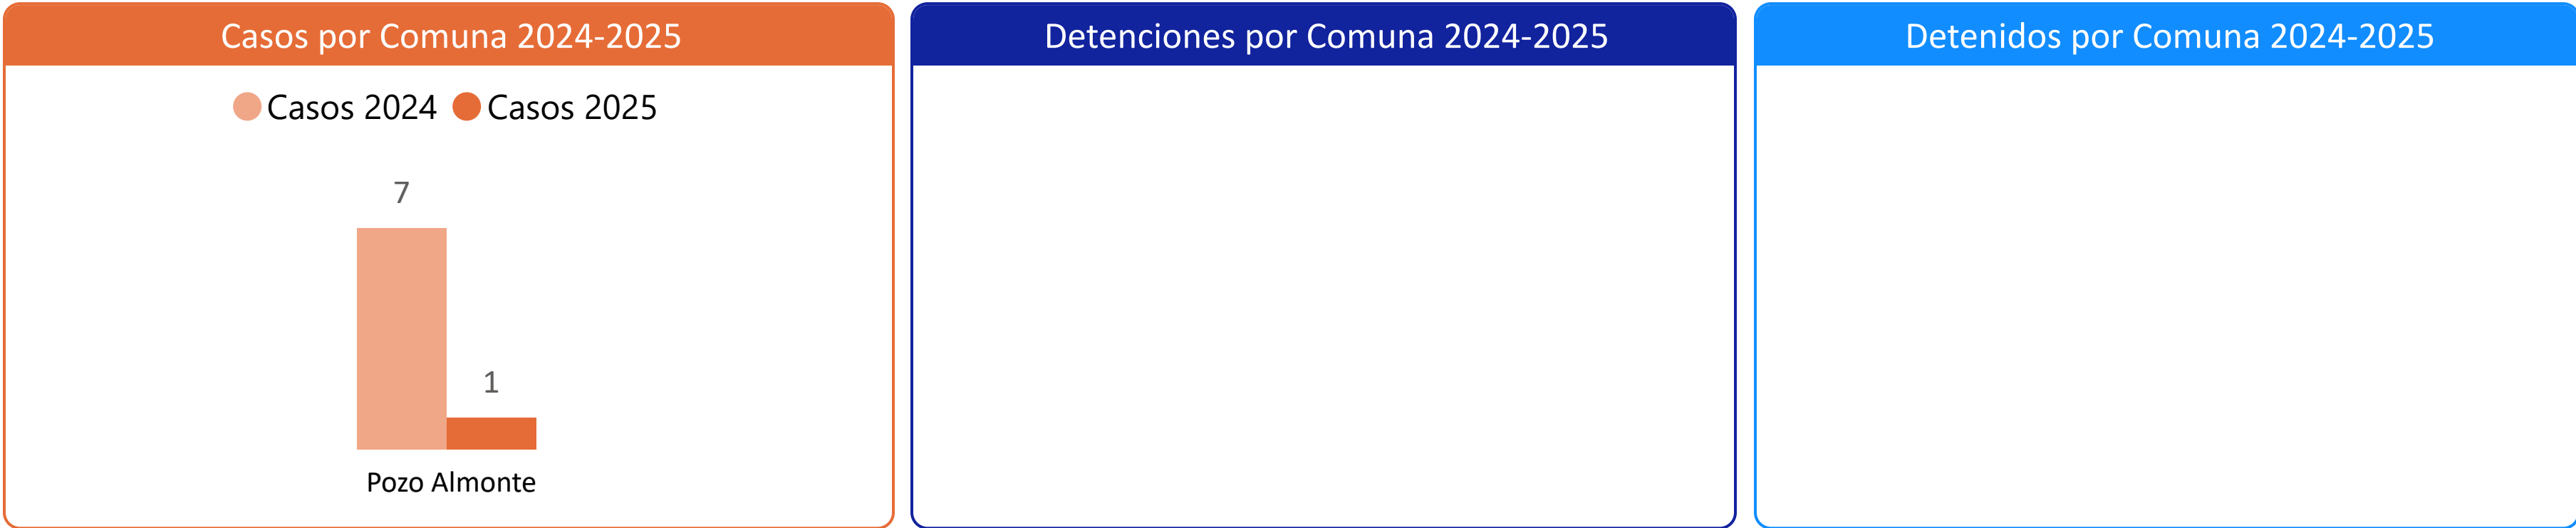 Casos por Comuna 2024-2025
Casos 2024 Casos 2025
7
1
Pozo Almonte
Detenciones por Comuna 2024-2025
Detenidos por Comuna 2024-2025